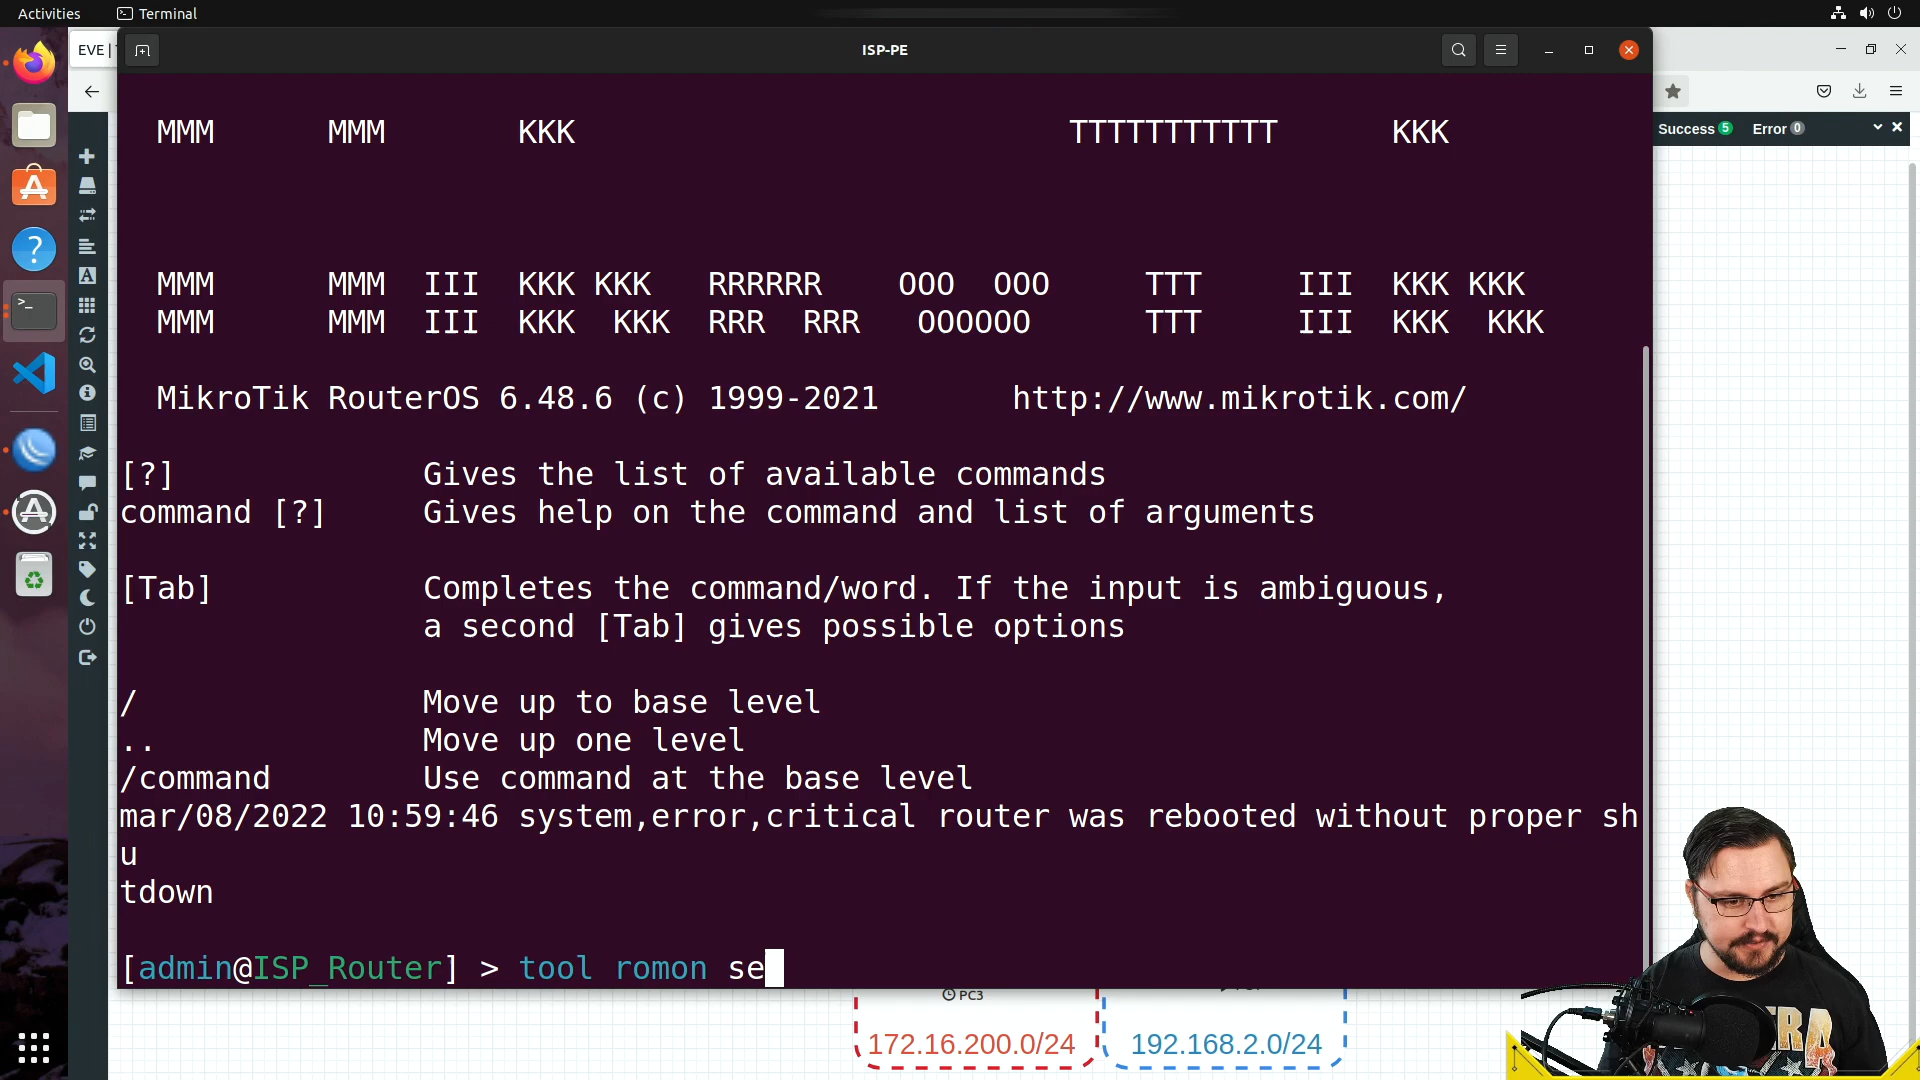 Activities
Terminal
EVE |
ISP-PE
Success 5 Error 0
MMM MMM KKK TTTTTTTTTTT KKK
MMM MMM III KKK KKK RRRRRR OOO OOO TTT III KKK KKK
MMM MMM III KKK KKK RRR RRR OOOOOO TTT III KKK KKK
MikroTik RouterOS 6.48.6 (c) 1999-2021 http://www.mikrotik.com/
[?] Gives the list of available commands
command [?] Gives help on the command and list of arguments
[Tab] Completes the command/word. If the input is ambiguous,
a second [Tab] gives possible options
/ Move up to base level
.. Move up one level
/command Use command at the base level
mar/08/2022 10:59:46 system,error,critical router was rebooted without proper sh
u
tdown
[admin@ISP_Router] > tool romon se
PC3
172.16.200.0/24
192.168.2.0/24